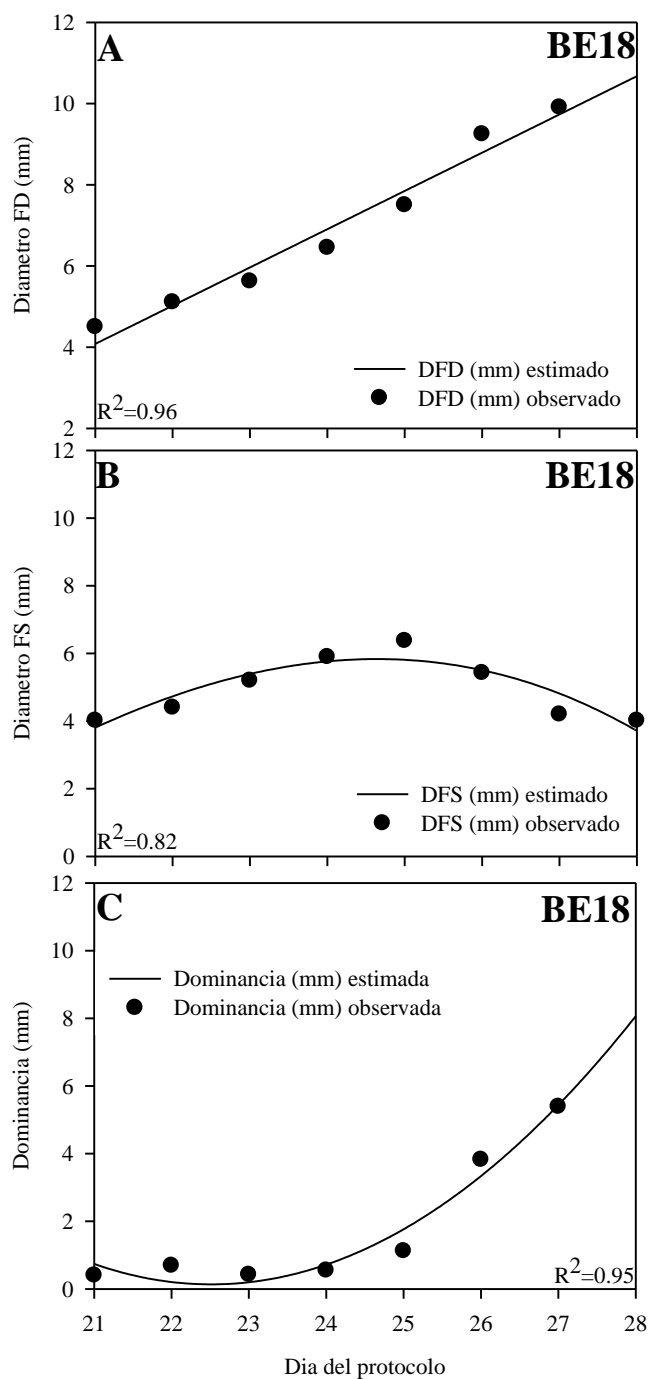 12
A
BE18
10
8
6
4
2
Diametro FD (mm)
DFD (mm) estimado
DFD (mm) observado
R²=0.96
12
B
BE18
10
8
6
4
2
0
Diametro FS (mm)
DFS (mm) estimado
DFS (mm) observado
R²=0.82
12
C
BE18
10
8
6
4
2
0
Dominancia (mm)
Dominancia (mm) estimada
Dominancia (mm) observada
R²=0.95
21 22 23 24 25 26 27 28
Dia del protocolo